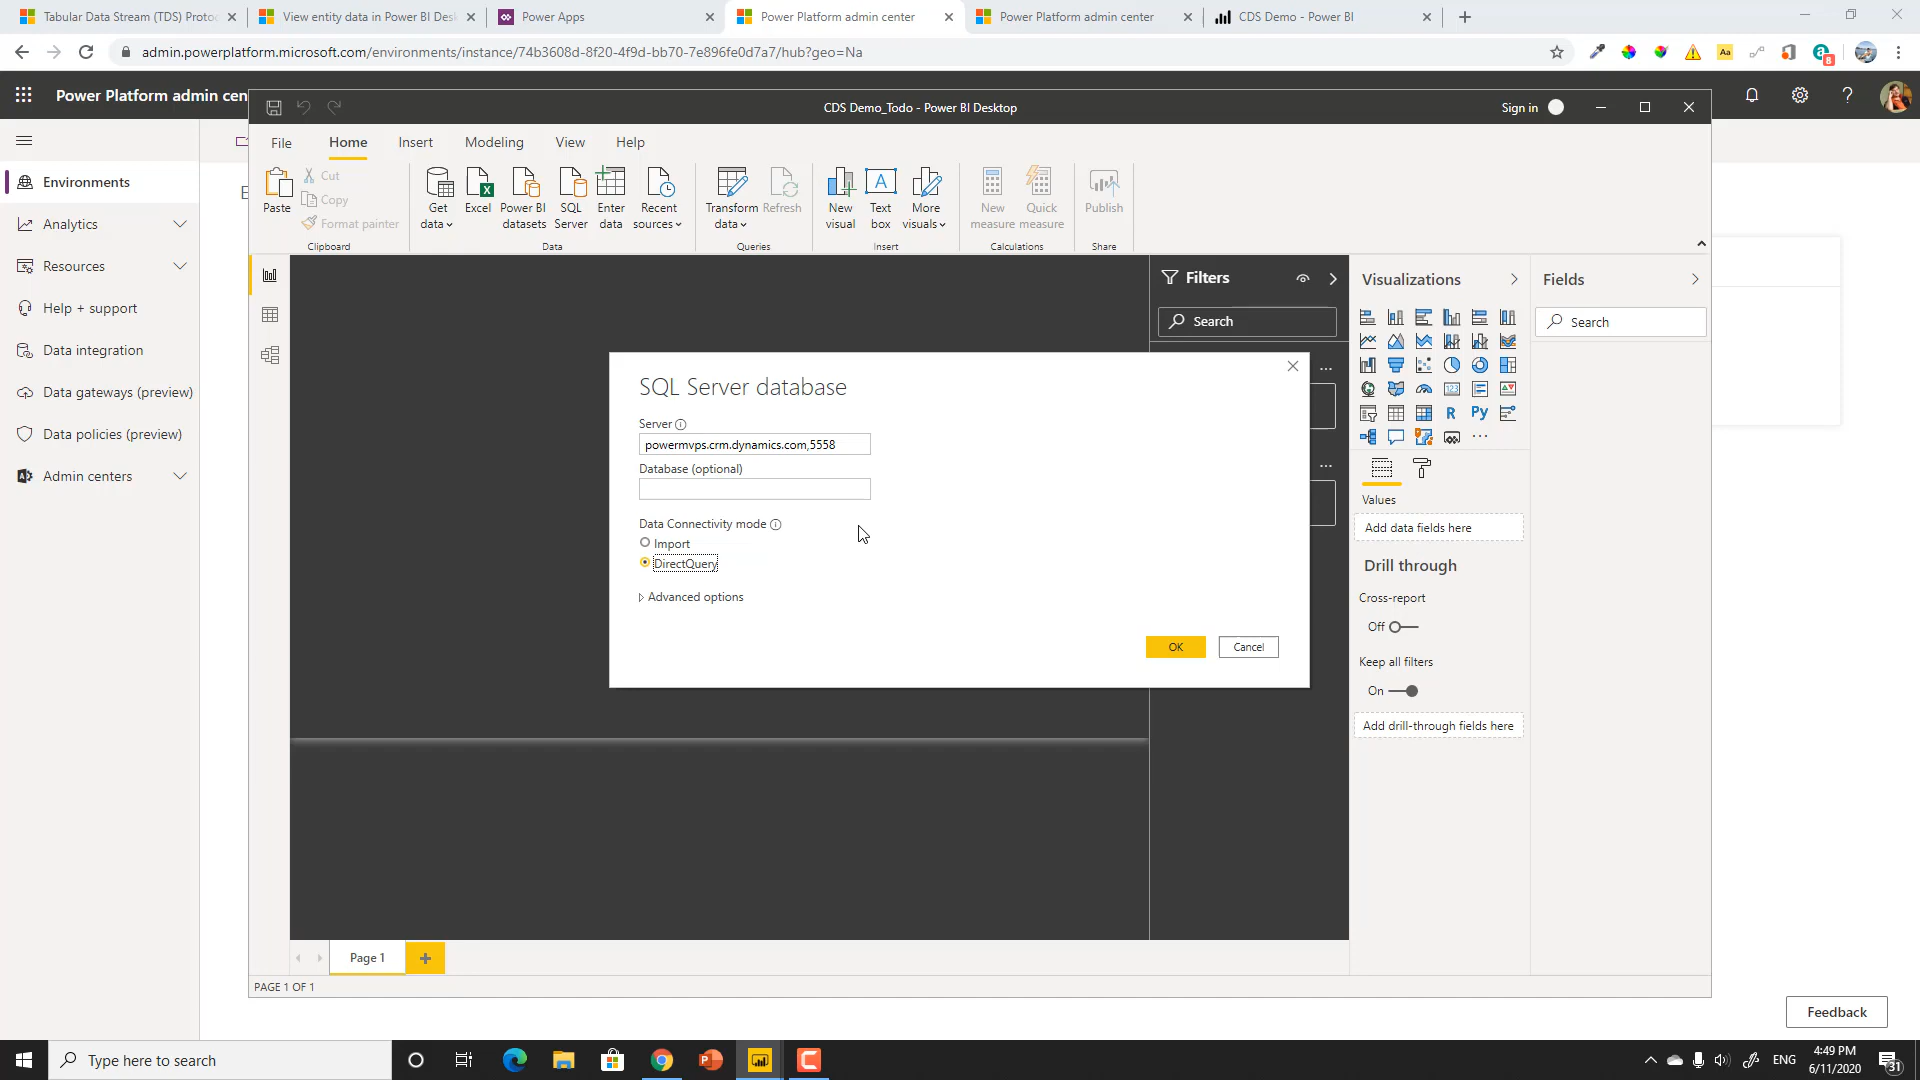 Tabular Data Stream (TDS) Protoc
View entity data in Power BI Desk
Power Apps
Power Platform admin center
Power Platform admin center
CDS Demo - Power BI
admin.powerplatform.microsoft.com/environments/instance/74b3608d-8f20-4f9d-bb70-7e896fe0d7a7/hub?geo=Na
Aa
8
Power Platform admin cen
CDS Demo_Todo - Power BI Desktop
Sign in
?
File
Home
Insert
Modeling
View
Help
Environments
Analytics
Resources
Help + support
Data integration
Data gateways (preview)
Data policies (preview)
Admin centers
Paste
Cut
Copy
Format painter
Clipboard
Get
data
Excel
Power BI
datasets
SQL
Server
Enter
data
Recent
sources
Data
Transform
data
Refresh
Queries
New
visual
A
Text
box
More
visuals
Insert
New
measure
Quick
measure
Calculations
Publish
Share
Filters
Search
Visualizations
123
R
Py
Values
Add data fields here
Drill through
Cross-report
Off
Keep all filters
On
Add drill-through fields here
Fields
Search
SQL Server database
Server
powermvps.crm.dynamics.com,5558
Database (optional)
Data Connectivity mode
Import
DirectQuery
Advanced options
OK
Cancel
Page 1
PAGE 1 OF 1
Feedback
Type here to search
ENG
4:49 PM
6/11/2020
31